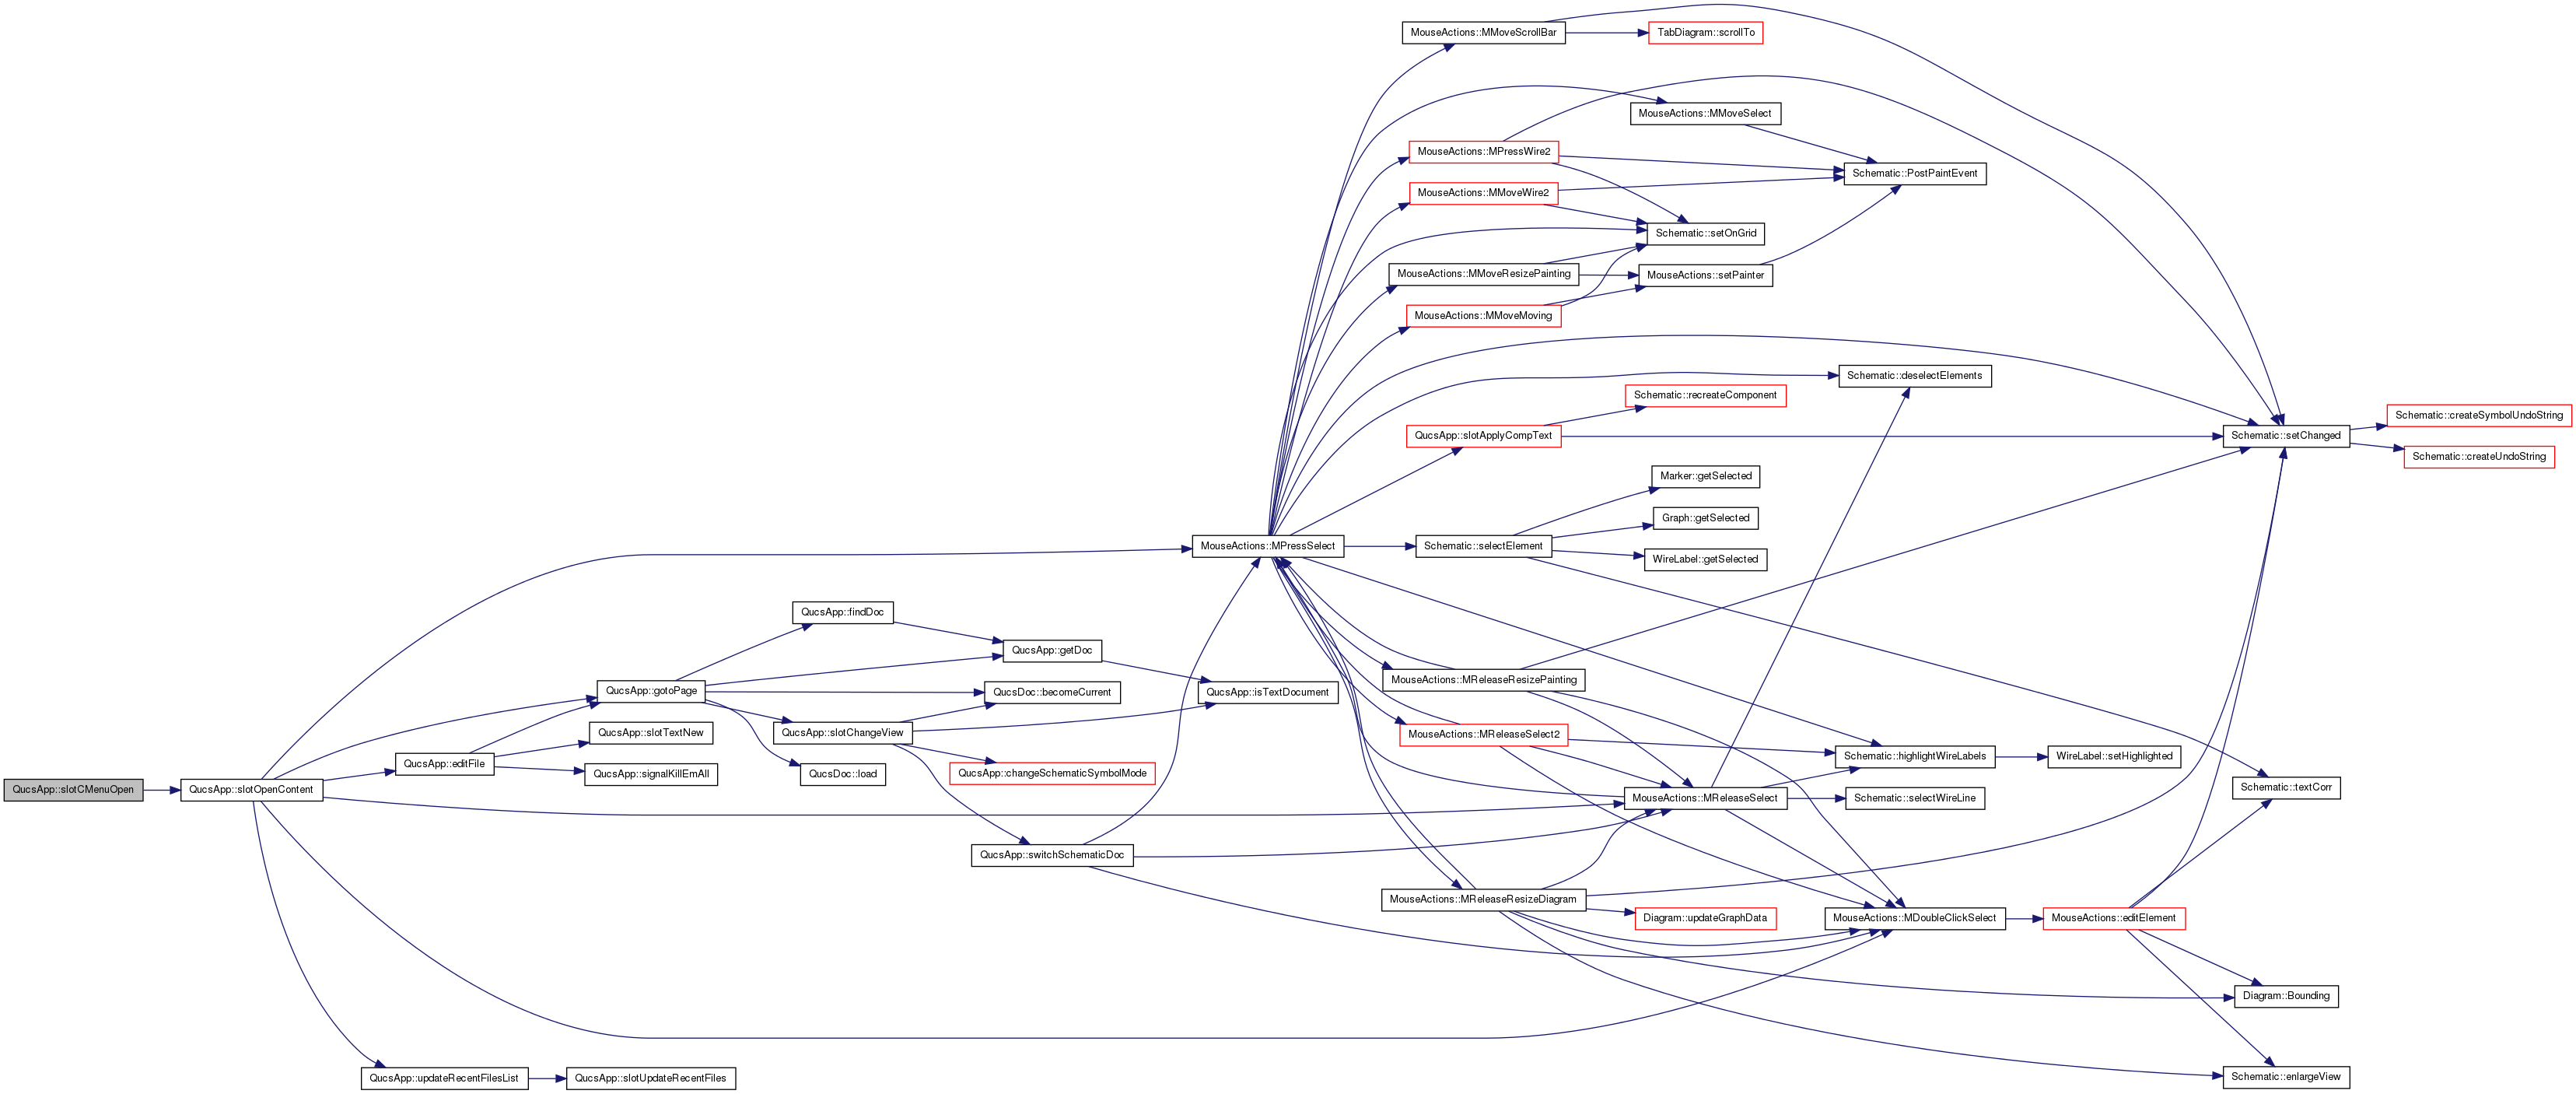 MouseActions::MMoveScrollBar
TabDiagram::scrollTo
MouseActions::MMoveSelect
MouseActions::MPressWire2
Schematic::PostPaintEvent
MouseActions::MMoveWire2
Schematic::setOnGrid
MouseActions::MMoveResizePainting
MouseActions::setPainter
MouseActions::MMoveMoving
Schematic::deselectElements
Schematic::recreateComponent
Schematic::createSymbolUndoString
QucsApp::slotApplyCompText
Schematic::setChanged
Schematic::createUndoString
Marker::getSelected
Graph::getSelected
MouseActions::MPressSelect
Schematic::selectElement
WireLabel::getSelected
QucsApp::findDoc
QucsApp::getDoc
MouseActions::MReleaseResizePainting
QucsApp::gotoPage
QucsDoc::becomeCurrent
QucsApp::isTextDocument
QucsApp::slotTextNew
QucsApp::slotChangeView
MouseActions::MReleaseSelect2
Schematic::highlightWireLabels
WireLabel::setHighlighted
QucsApp::editFile
QucsApp::signalKillEmAll
QucsDoc::load
QucsApp::changeSchematicSymbolMode
QucsApp::slotCMenuOpen
QucsApp::slotOpenContent
MouseActions::MReleaseSelect
Schematic::selectWireLine
Schematic::textCorr
QucsApp::switchSchematicDoc
MouseActions::MReleaseResizeDiagram
Diagram::updateGraphData
MouseActions::MDoubleClickSelect
MouseActions::editElement
Diagram::Bounding
QucsApp::updateRecentFilesList
QucsApp::slotUpdateRecentFiles
Schematic::enlargeView